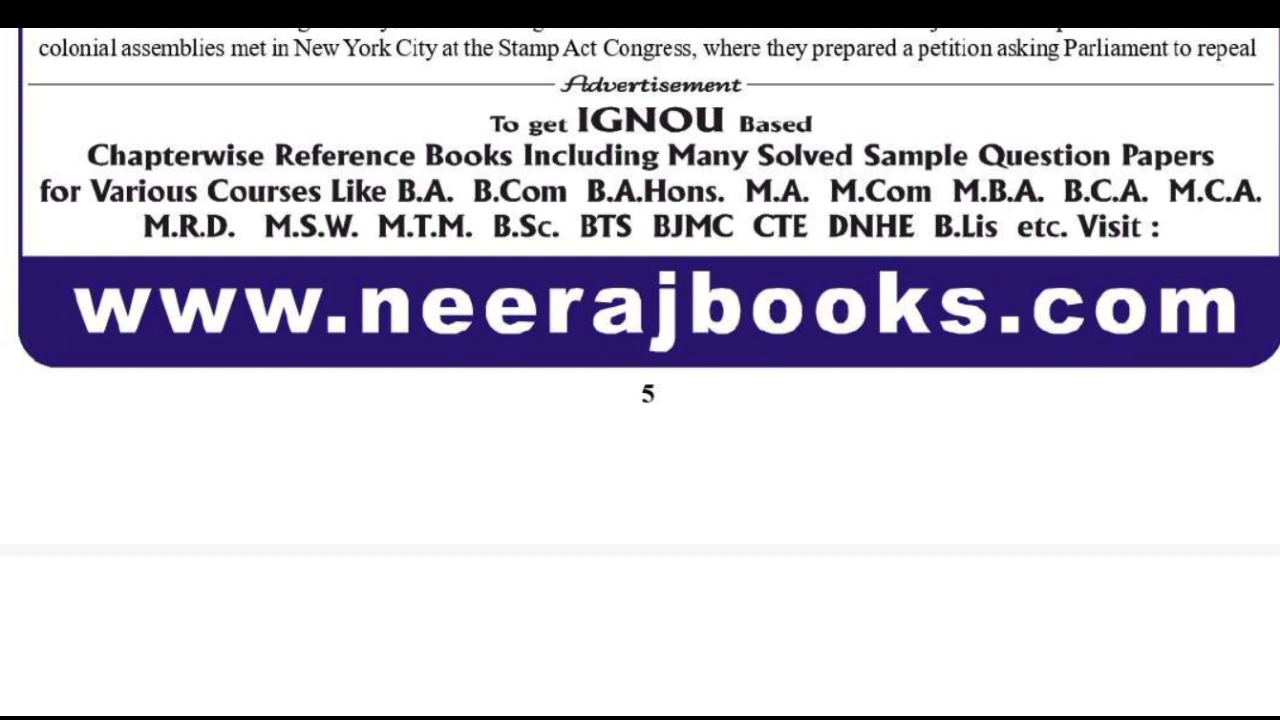 colonial assemblies met in New York City at the Stamp Act Congress, where they prepared a petition asking Parliament to repeal
Advertisement
To get IGNOU Based
Chapterwise Reference Books Including Many Solved Sample Question Papers
for Various Courses Like B.A. B.Com B.A.Hons. M.A. M.Com M.B.A. B.C.A. M.C.A.
M.R.D. M.S.W. M.T.M. B.Sc. BTS BJMC CTE DNHE B.Lis etc. Visit :
www.neerajbooks.com
5